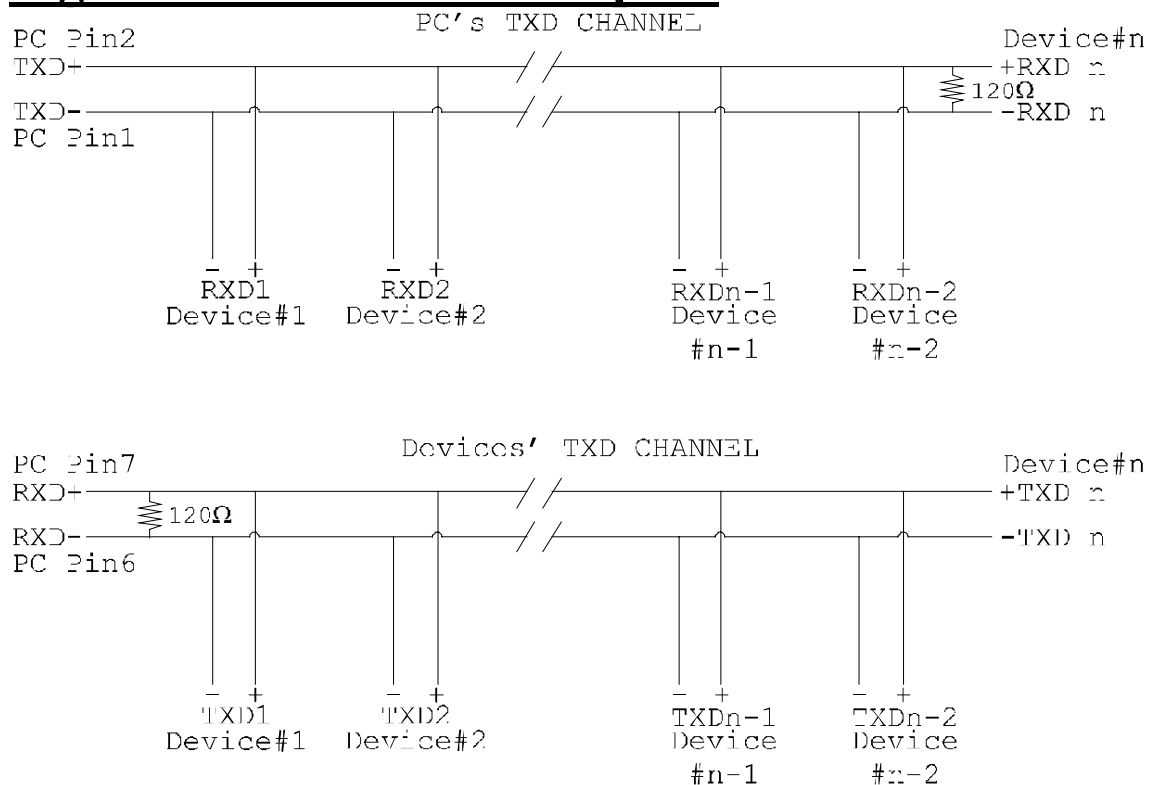 PC's TXD CHANNEL
PC Pin2
Device#n
TXD+
+RXD n
120Ω
TXD-
-RXD n
PC Pin1
- + - + - + - +
RXD1 RXD2 RXDn-1 RXDn-2
Device#1 Device#2 Device Device
#n-1 #n-2
Devices' TXD CHANNEL
PC Pin7
Device#n
RXD+
+TXD n
120Ω
RXD-
-TXD n
PC Pin6
- + - + - + - +
TXD1 TXD2 TXDn-1 TXDn-2
Device#1 Device#2 Device Device
#n-1 #n-2